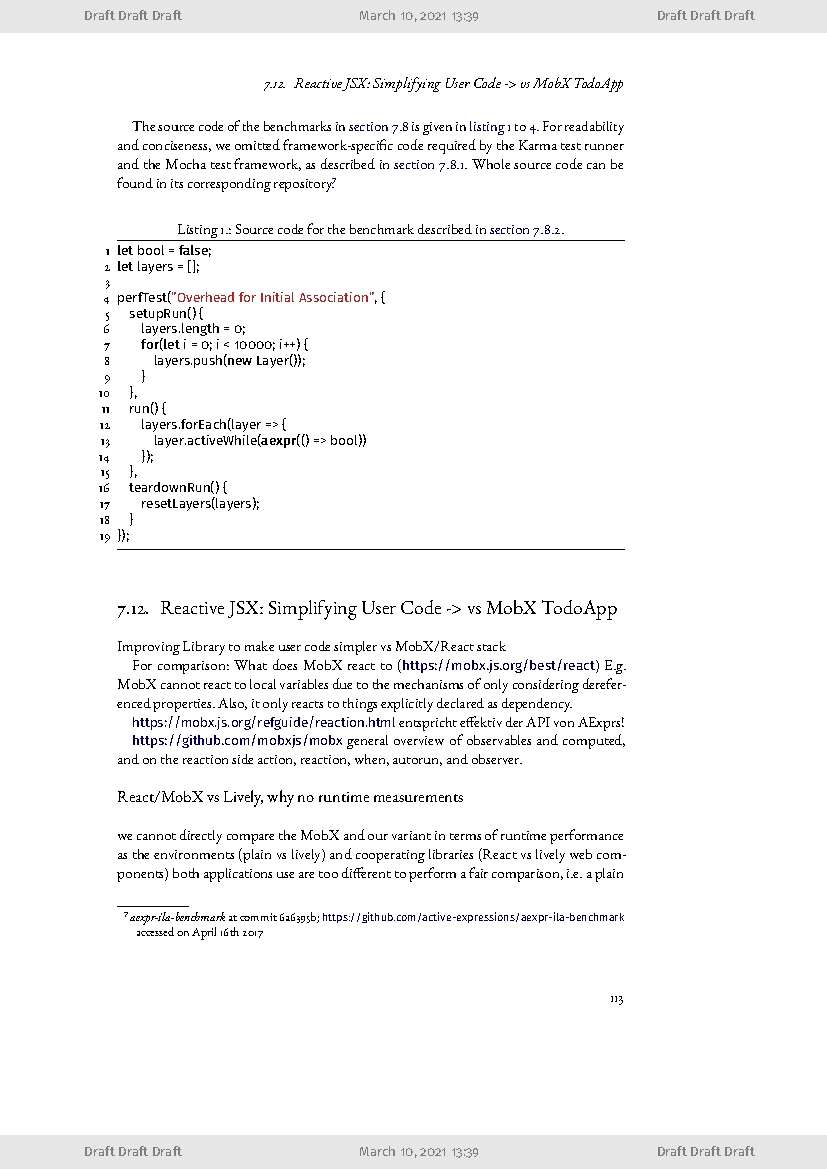 Draft Draft Draft March 10, 2021 13:39 Draft Draft Draft
7.12. Reactive JSX: Simplifying User Code -> vs MobX TodoApp
The source code of the benchmarks in section 7.8 is given in listing 1 to 4. For readability
and conciseness, we omitted framework-specific code required by the Karma test runner
and the Mocha test framework, as described in section 7.8.1. Whole source code can be
found in its corresponding repository.⁷
Listing 1.: Source code for the benchmark described in section 7.8.2.
1 let bool = false;
2 let layers = [];
3
4 perfTest("Overhead for Initial Association", {
5 setupRun() {
6 layers.length = 0;
7 for(let i = 0; i < 10000; i++) {
8 layers.push(new Layer());
9 }
10 },
11 run() {
12 layers.forEach(layer => {
13 layer.activeWhile(aexpr(() => bool))
14 });
15 },
16 teardownRun() {
17 resetLayers(layers);
18 }
19 });
7.12. Reactive JSX: Simplifying User Code -> vs MobX TodoApp
Improving Library to make user code simpler vs MobX/React stack
For comparison: What does MobX react to (https://mobx.js.org/best/react) E.g.
MobX cannot react to local variables due to the mechanisms of only considering derefer-
enced properties. Also, it only reacts to things explicitly declared as dependency.
https://mobx.js.org/refguide/reaction.html entspricht effektiv der API von AExprs!
https://github.com/mobxjs/mobx general overview of observables and computed,
and on the reaction side action, reaction, when, autorun, and observer.
React/MobX vs Lively, why no runtime measurements
we cannot directly compare the MobX and our variant in terms of runtime performance
as the environments (plain vs lively) and cooperating libraries (React vs lively web com-
ponents) both applications use are too different to perform a fair comparison, i.e. a plain
⁷ aexpr-ila-benchmark at commit 6a6395b; https://github.com/active-expressions/aexpr-ila-benchmark
accessed on April 16th 2017
113
Draft Draft Draft March 10, 2021 13:39 Draft Draft Draft